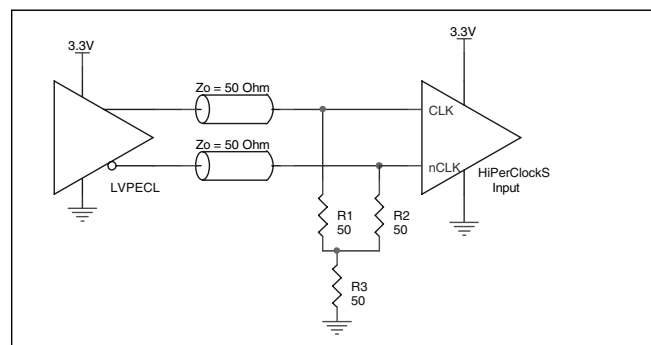 3.3V
3.3V
Zo = 50 Ohm
CLK
Zo = 50 Ohm
nCLK
LVPECL
HiPerClockS
Input
R1
50
R2
50
R3
50